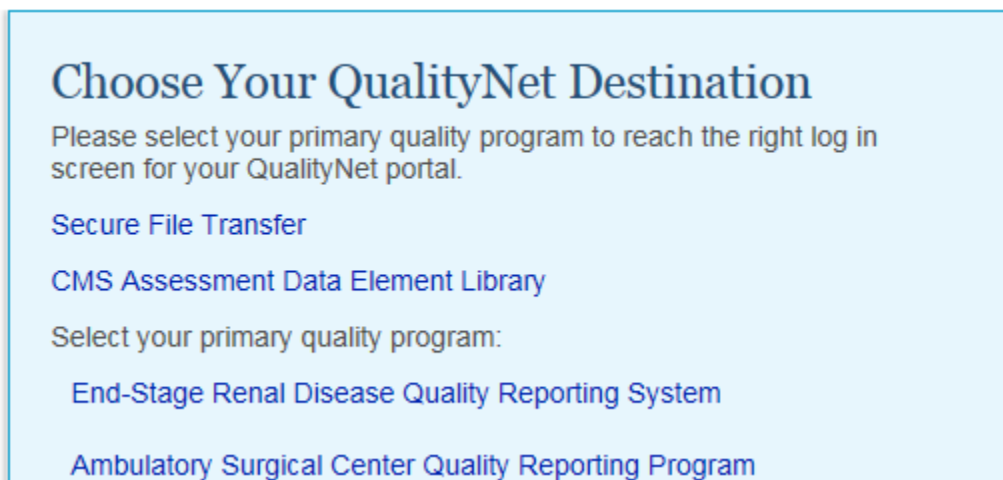 Choose Your QualityNet Destination
Please select your primary quality program to reach the right log in
screen for your QualityNet portal.
Secure File Transfer
CMS Assessment Data Element Library
Select your primary quality program:
End-Stage Renal Disease Quality Reporting System
Ambulatory Surgical Center Quality Reporting Program